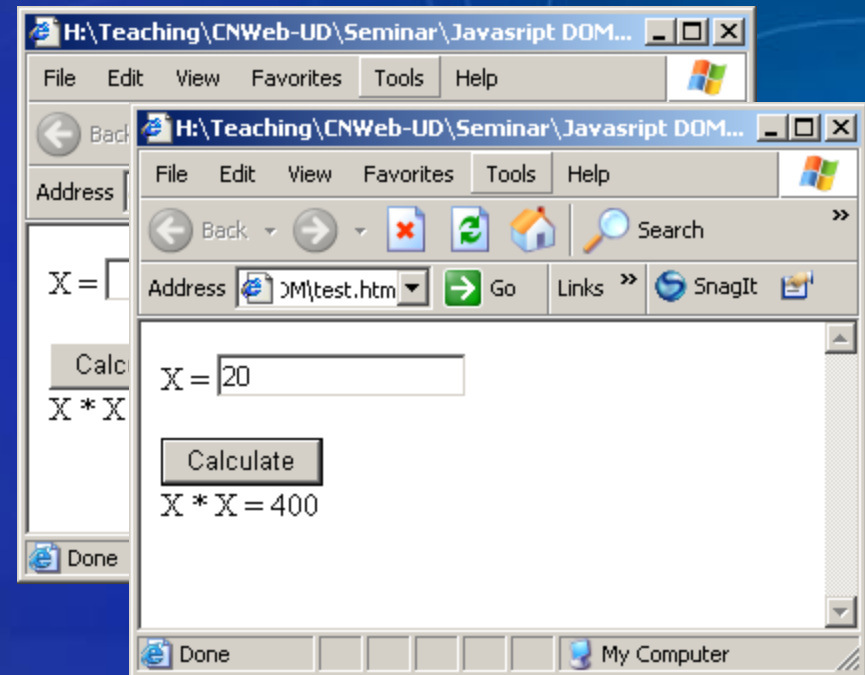 H:\Teaching\CNWeb-UD\Seminar\Javasript DOM...
File Edit View Favorites Tools Help
Address
X =
X * X
Done
H:\Teaching\CNWeb-UD\Seminar\Javasript DOM...
File Edit View Favorites Tools Help
Back Search »
Address OM\test.htm Go Links » SnagIt
X = 20
Calculate
X * X = 400
Done My Computer